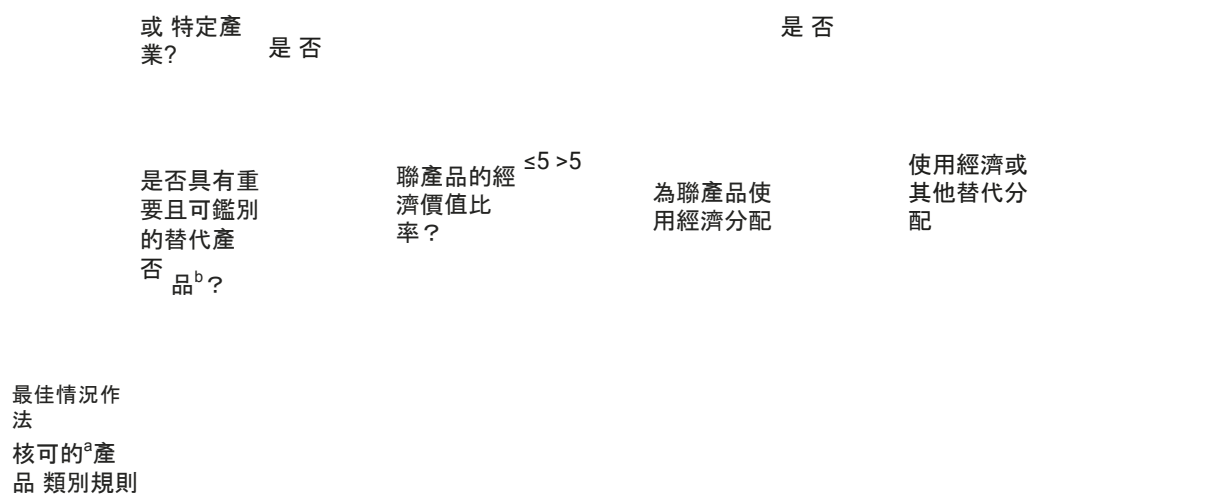 或 特定產
業?
是 否
是 否
是否具有重
要且可鑑別
的替代產
否 品ᵇ？
聯產品的經
濟價值比
率？
≤5 >5
為聯產品使
用經濟分配
使用經濟或
其他替代分
配
最佳情況作
法
核可的ᵃ產
品 類別規則